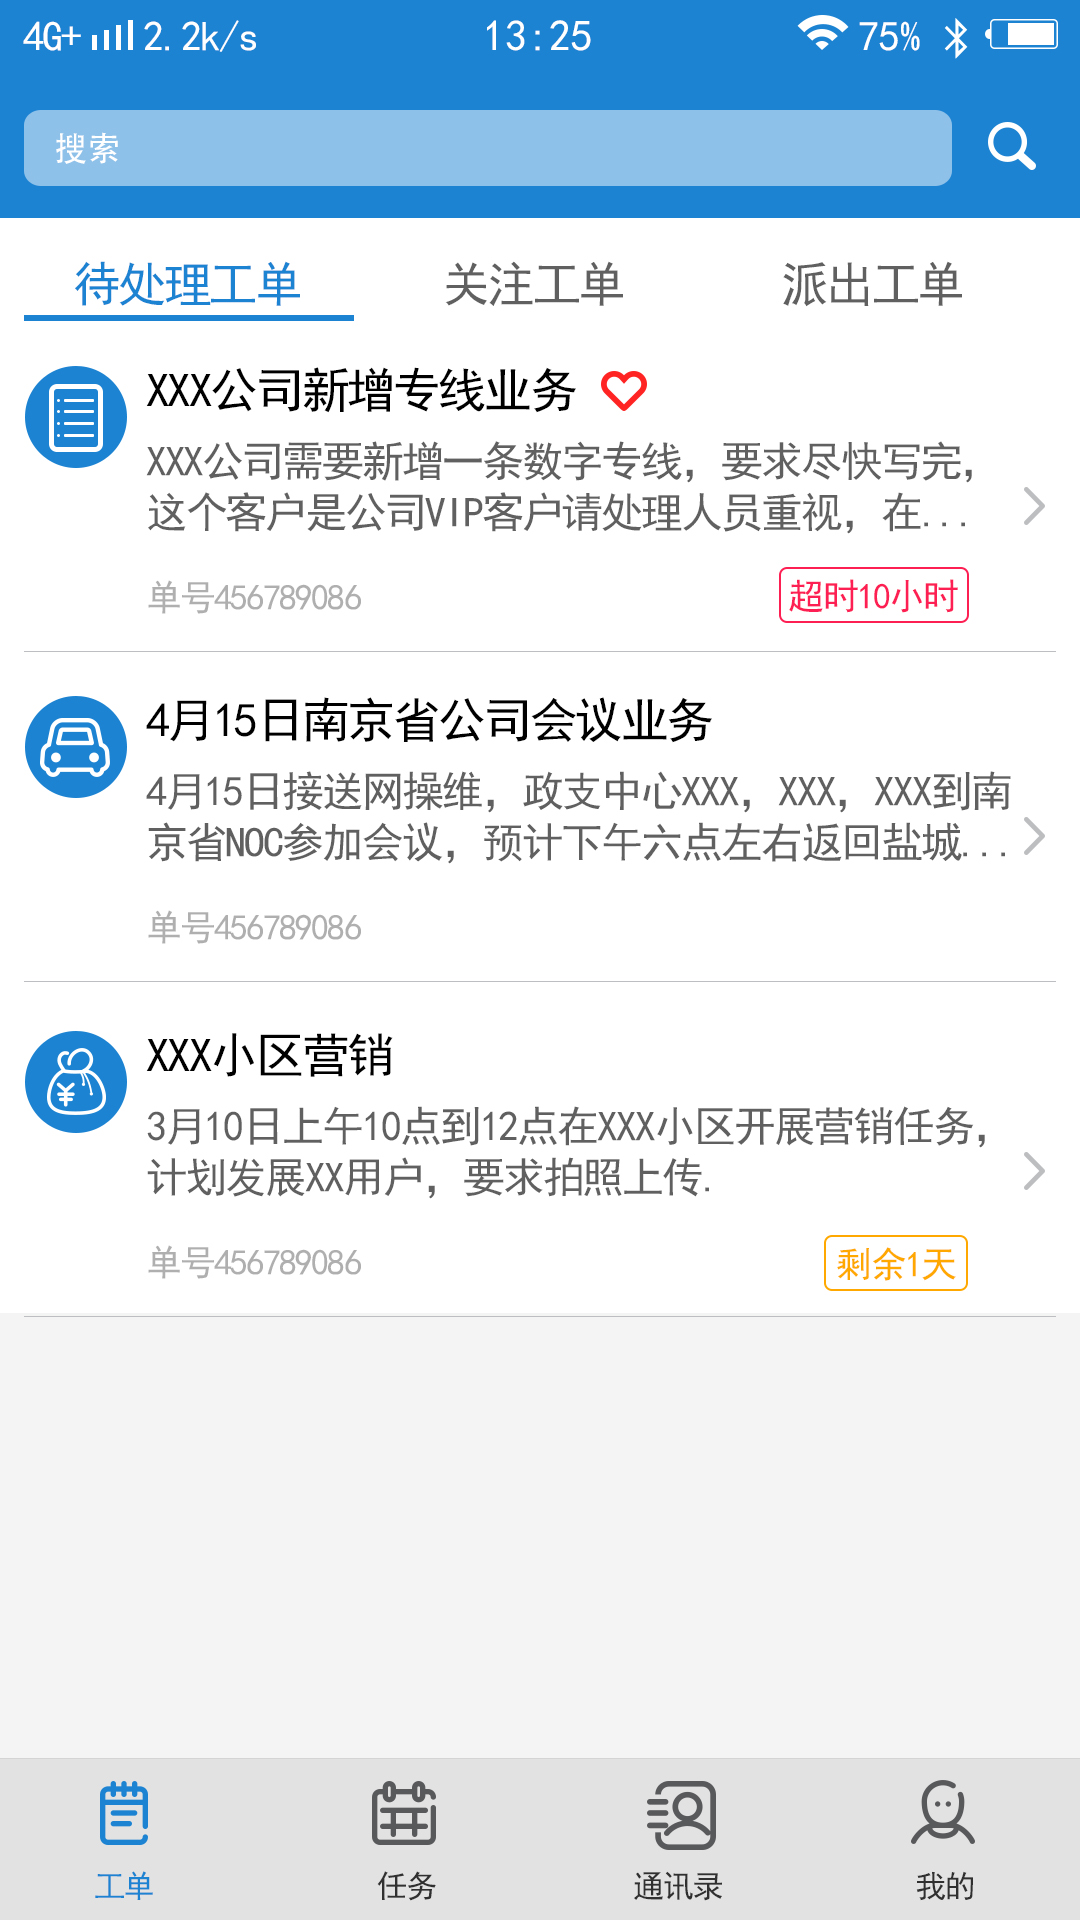 4G+ 2.2k/s 13:25 75%
搜索
待处理工单 关注工单 派出工单
XXX公司新增专线业务
XXX公司需要新增一条数字专线，要求尽快写完，
这个客户是公司VIP客户请处理人员重视，在...
单号456789086 超时10小时
4月15日南京省公司会议业务
4月15日接送网操维，政支中心XXX，XXX，XXX到南
京省NOC参加会议，预计下午六点左右返回盐城...
单号456789086
XXX小区营销
¥
3月10日上午10点到12点在XXX小区开展营销任务，
计划发展XX用户，要求拍照上传.
单号456789086 剩余1天
工单 任务 通讯录 我的